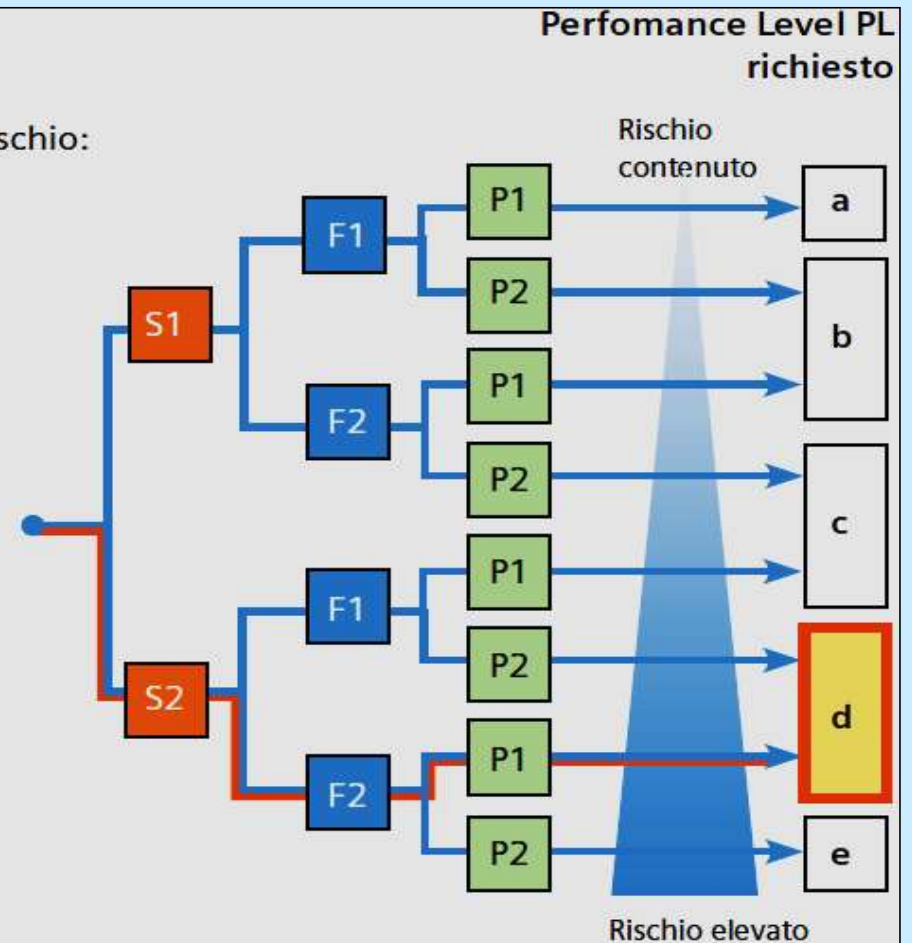 Perfomance Level PL
richiesto
schio:
Rischio
contenuto
P1
a
F1
P2
b
S1
P1
F2
P2
c
P1
F1
P2
S2
d
P1
F2
P2
e
Rischio elevato